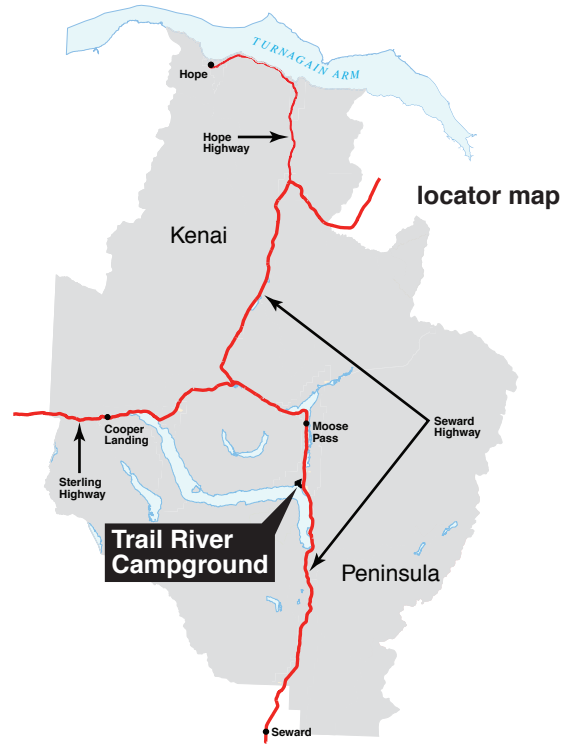 TURNAGAIN ARM
Hope
Hope
Highway
locator map
Kenai
Cooper
Landing
Moose
Pass
Seward
Highway
Sterling
Highway
Trail River
Campground
Peninsula
Seward